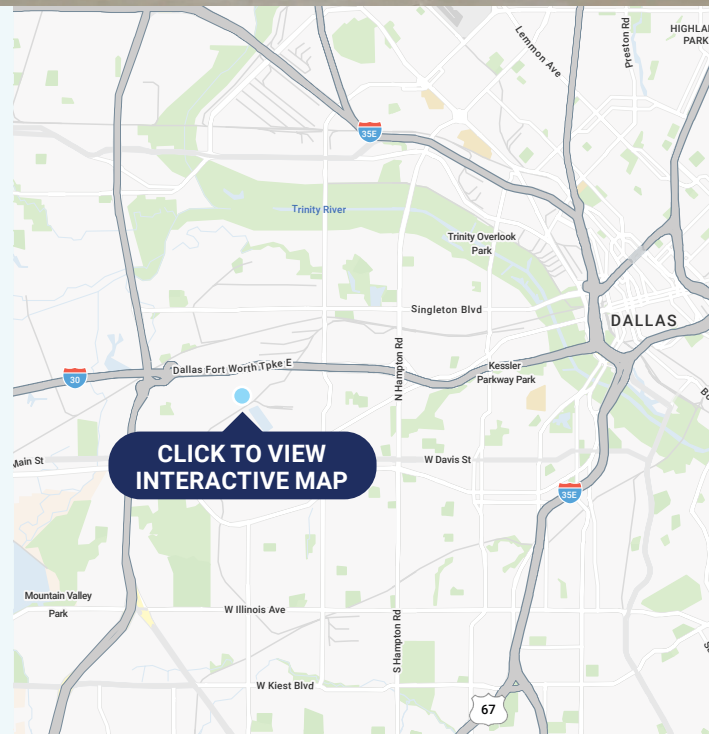 Lemmon Ave
Preston Rd
HIGHLA
PARK
35E
Trinity River
Trinity Overlook
Park
Singleton Blvd
DALLAS
N Hampton Rd
Dallas Fort Worth Tpke E
Kessler
Parkway Park
30
CLICK TO VIEW
INTERACTIVE MAP
Main St
W Davis St
35E
Mountain Valley
Park
W Illinois Ave
S Hampton Rd
W Kiest Blvd
67